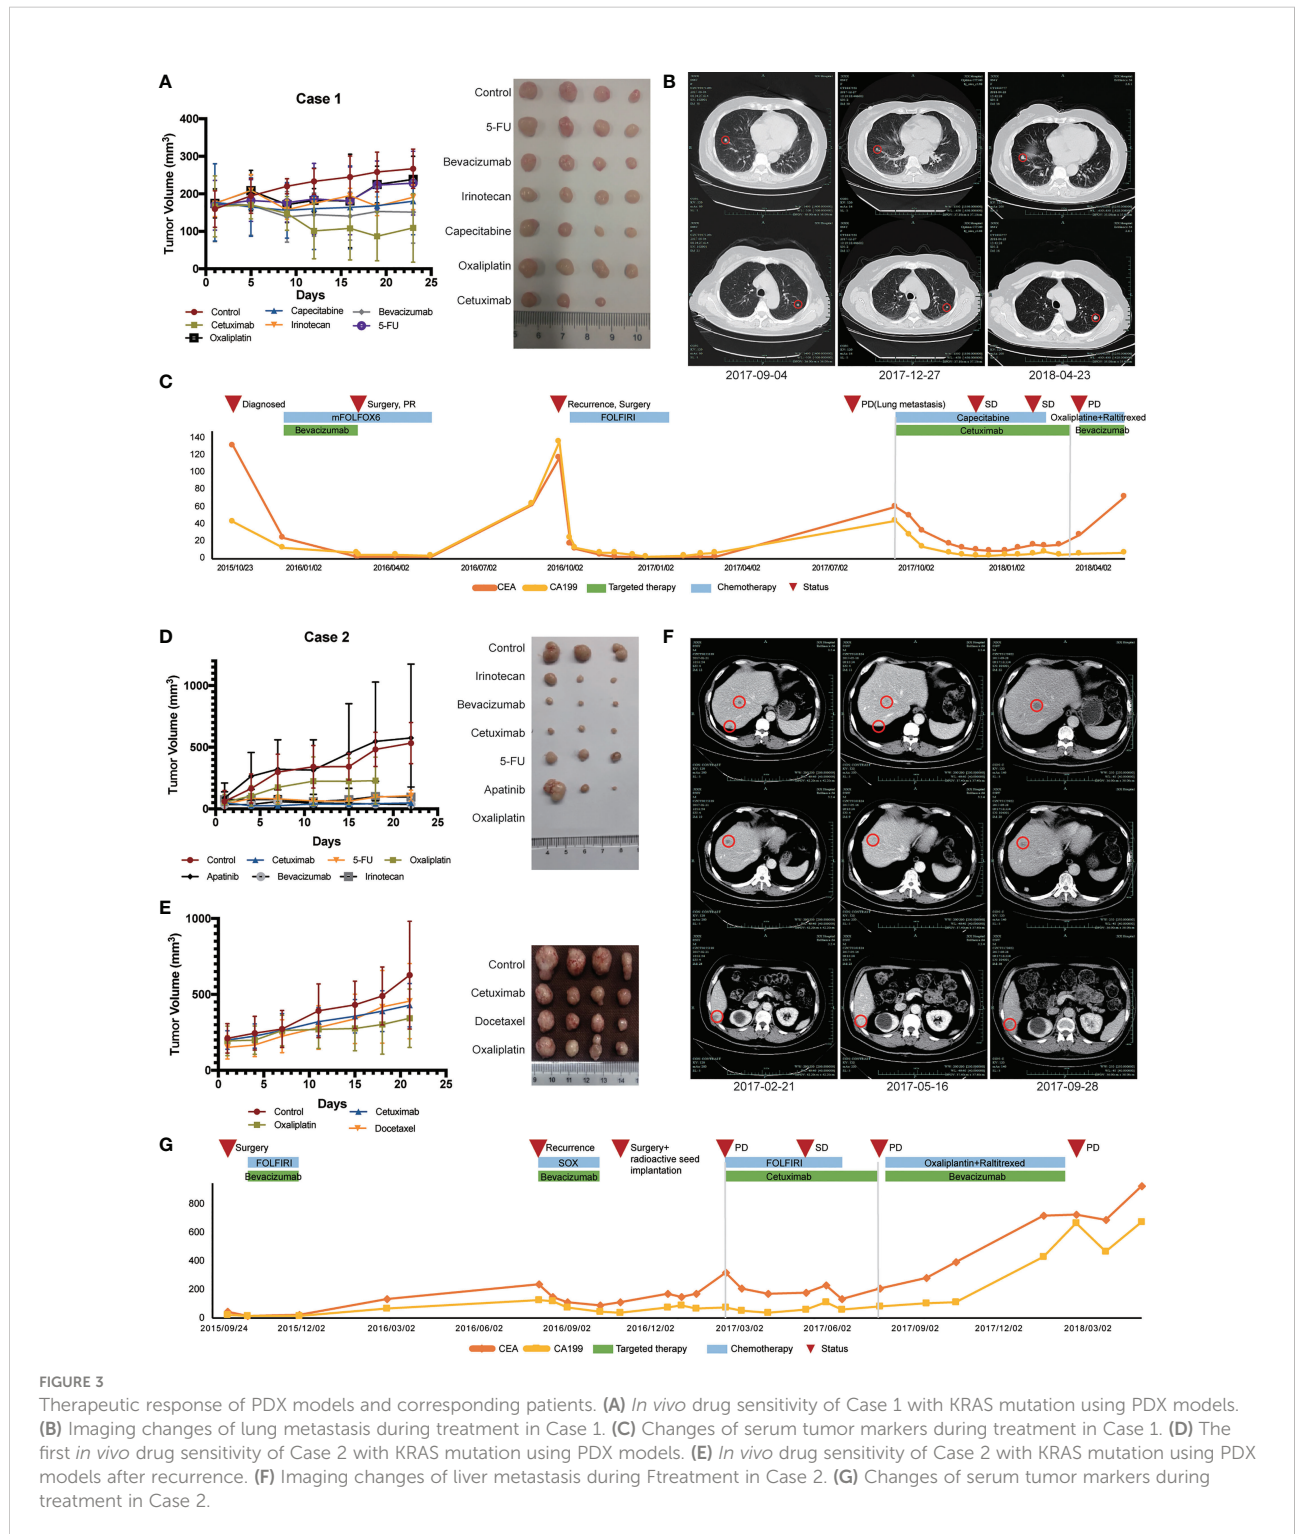 A
Case 1
Tumor Volume (mm3)
400
300
200
100
0
0 5 10 15 20 25
Days
Control
Capecitabine
Bevacizumab
Cetuximab
Irinotecan
5-FU
Oxaliplatin
Control
5-FU
Bevacizumab
Irinotecan
Capecitabine
Oxaliplatin
Cetuximab
5 6 7 8 9 10
B
2017-09-04
2017-12-27
2018-04-23
C
Diagnosed
Surgery, PR
Recurrence, Surgery
PD(Lung metastasis)
SD
SD
PD
mFOLFOX6
FOLFIRI
Capecitabine
Oxaliplatine+Raltitrexed
Bevacizumab
Cetuximab
Bevacizumab
140
120
100
80
60
40
20
0
2015/10/23 2016/01/02 2016/04/02 2016/07/02 2016/10/02 2017/01/02 2017/04/02 2017/07/02 2017/10/02 2018/01/02 2018/04/02
CEA CA199 Targeted therapy Chemotherapy Status
D
Case 2
Tumor Volume (mm3)
1000
500
0
0 5 10 15 20 25
Days
Control Cetuximab 5-FU Oxaliplatin
Apatinib Bevacizumab Irinotecan
Control
Irinotecan
Bevacizumab
Cetuximab
5-FU
Apatinib
Oxaliplatin
4 5 6 7 8
E
Tumor Volume (mm3)
1000
500
0
0 5 10 15 20 25
Days
Control Cetuximab
Oxaliplatin Docetaxel
Control
Cetuximab
Docetaxel
Oxaliplatin
9 10 11 12 13 14
F
2017-02-21
2017-05-16
2017-09-28
G
Surgery
Recurrence
Surgery+
radioactive seed
implantation
PD
SD
PD
PD
FOLFIRI
SOX
FOLFIRI
Oxaliplantin+Raltitrexed
Bevacizumab
Bevacizumab
Cetuximab
Bevacizumab
800
600
400
200
0
2015/09/24 2015/12/02 2016/03/02 2016/06/02 2016/09/02 2016/12/02 2017/03/02 2017/06/02 2017/09/02 2017/12/02 2018/03/02
CEA CA199 Targeted therapy Chemotherapy Status
FIGURE 3
Therapeutic response of PDX models and corresponding patients. (A) In vivo drug sensitivity of Case 1 with KRAS mutation using PDX models.
(B) Imaging changes of lung metastasis during treatment in Case 1. (C) Changes of serum tumor markers during treatment in Case 1. (D) The
first in vivo drug sensitivity of Case 2 with KRAS mutation using PDX models. (E) In vivo drug sensitivity of Case 2 with KRAS mutation using PDX
models after recurrence. (F) Imaging changes of liver metastasis during Ftreatment in Case 2. (G) Changes of serum tumor markers during
treatment in Case 2.